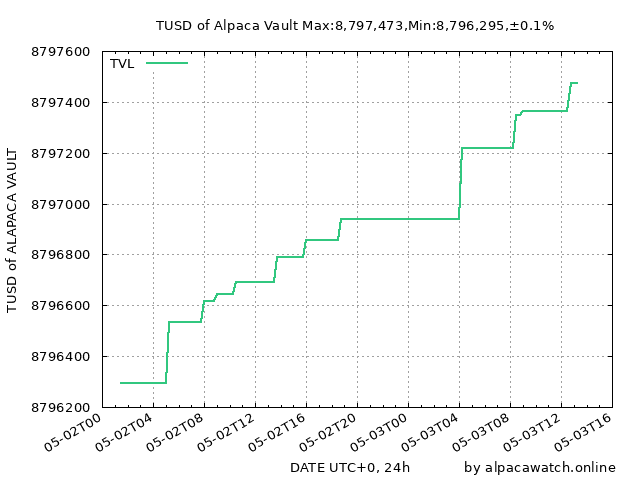 TUSD of Alpaca Vault Max:8,797,473,Min:8,796,295,±0.1%
TVL
8797600
8797400
8797200
8797000
8796800
8796600
8796400
8796200
TUSD of ALAPACA VAULT
05-02T00
05-02T04
05-02T08
05-02T12
05-02T16
05-02T20
05-03T00
05-03T04
05-03T08
05-03T12
05-03T16
DATE UTC+0, 24h
by alpacawatch.online